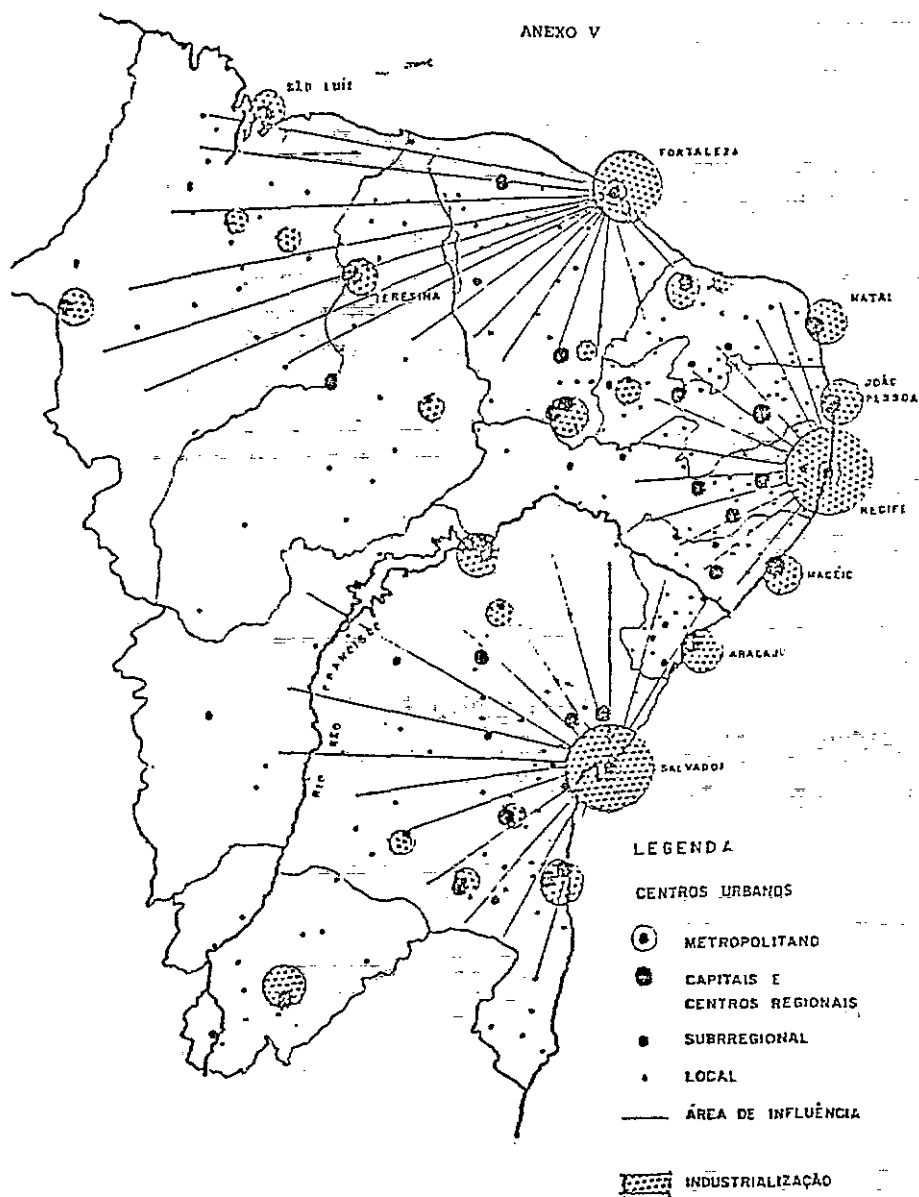 ANEXO V
SÃO LUÍS
FORTALEZA
TERESINA
NATAL
JOÃO
PESSOA
RECIFE
MACEIÓ
ARACAJU
SALVADOR
RIO SÃO FRANCISCO
LEGENDA
CENTROS URBANOS
METROPOLITANO
CAPITAIS E
CENTROS REGIONAIS
SUBRREGIONAL
LOCAL
ÁREA DE INFLUÊNCIA
INDUSTRIALIZAÇÃO